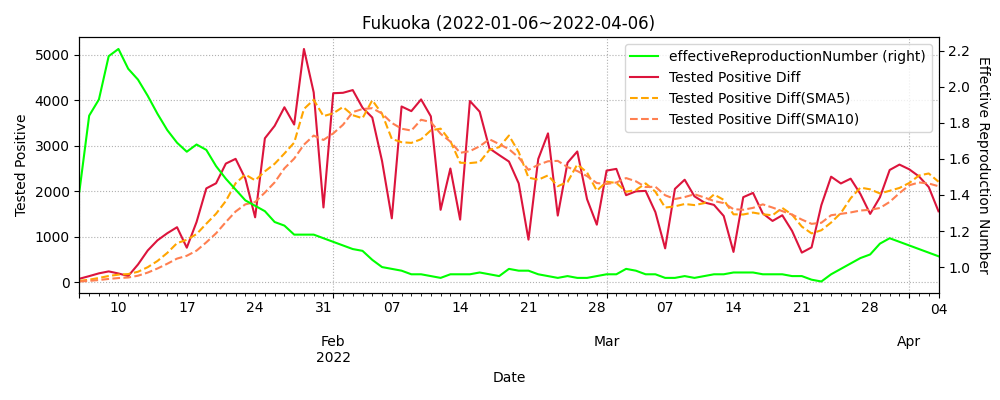 Fukuoka (2022-01-06~2022-04-06)
effectiveReproductionNumber (right)
Tested Positive Diff
Tested Positive Diff(SMA5)
Tested Positive Diff(SMA10)
Tested Positive
5000
4000
3000
2000
1000
0
Effective Reproduction Number
2.2
2.0
1.8
1.6
1.4
1.2
1.0
10 17 24 31 07 14 21 28 07 14 21 28 04
Feb Mar Apr
2022
Date